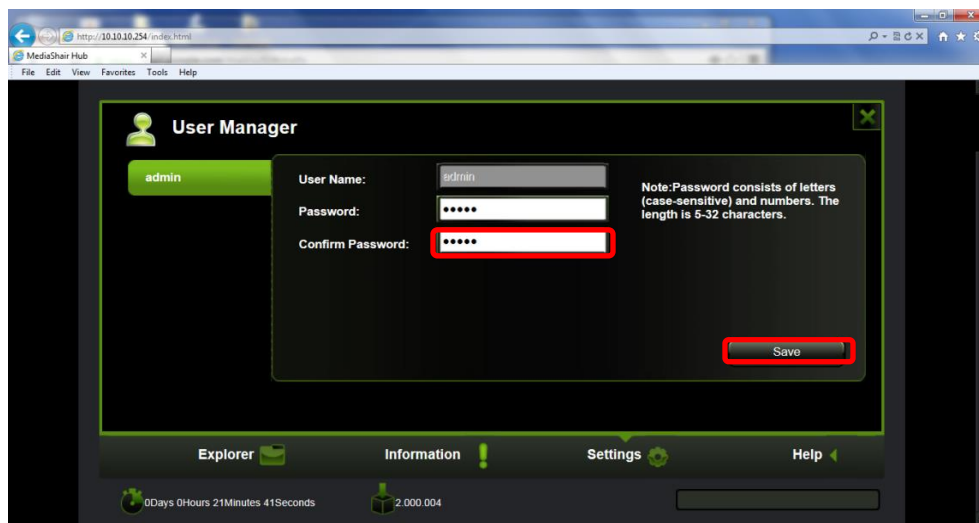 http://10.10.10.254/index.html
MediaShair Hub
File Edit View Favorites Tools Help
User Manager
admin
User Name:
admin
Password:
•••••
Confirm Password:
•••••
Note:Password consists of letters
(case-sensitive) and numbers. The
length is 5-32 characters.
Save
Explorer
Information
Settings
Help
0Days 0Hours 21Minutes 41Seconds
2.000.004